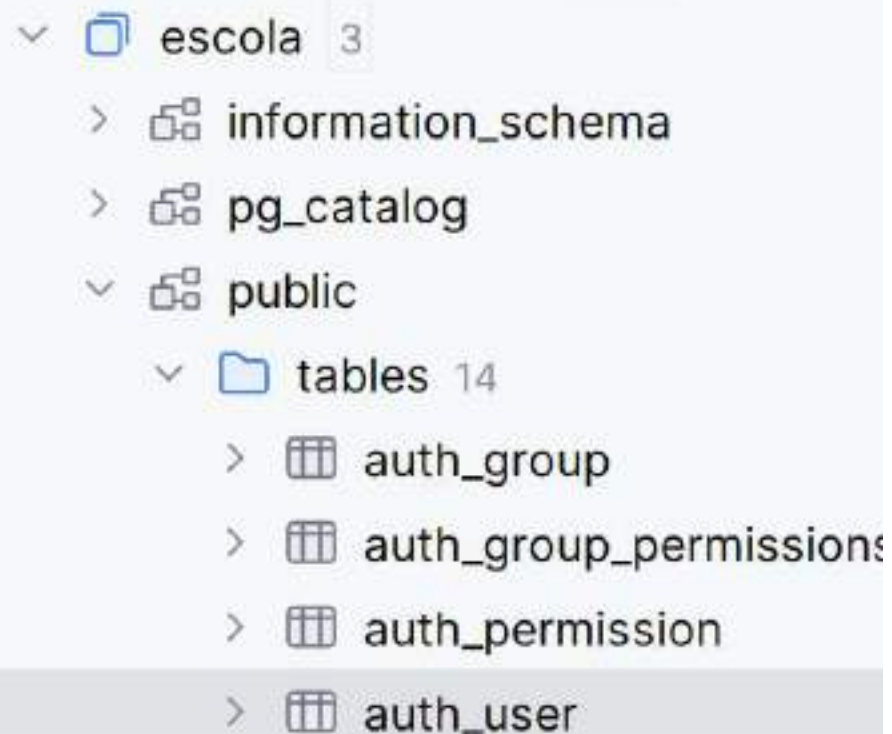 escola 3
information_schema
pg_catalog
public
tables 14
auth_group
auth_group_permissions
auth_permission
auth_user